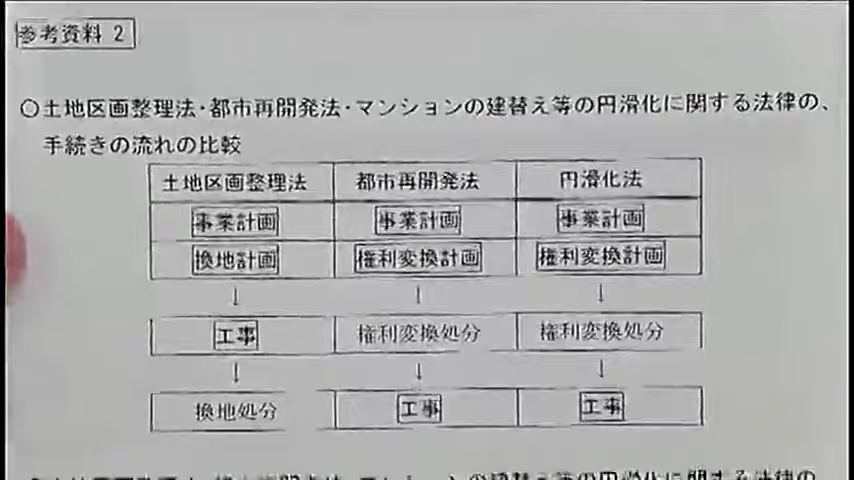 参考資料 2
○土地区画整理法・都市再開発法・マンションの建替え等の円滑化に関する法律の、
手続きの流れの比較
土地区画整理法 都市再開発法 円滑化法
事業計画 事業計画 事業計画
換地計画 権利変換計画 権利変換計画
↓ ↓ ↓
工事 権利変換処分 権利変換処分
↓ ↓ ↓
換地処分 工事 工事